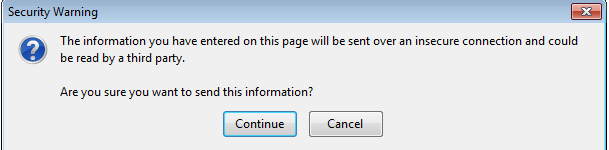 Security Warning
The information you have entered on this page will be sent over an insecure connection and could
be read by a third party.
Are you sure you want to send this information?
Continue
Cancel